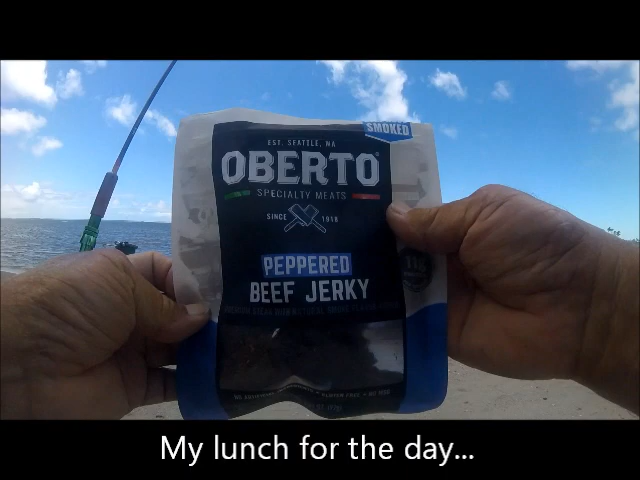 SMOKED
EST. SEATTLE, WA
OBERTO
SPECIALTY MEATS
SINCE 1918
PEPPERED
BEEF JERKY
My lunch for the day...